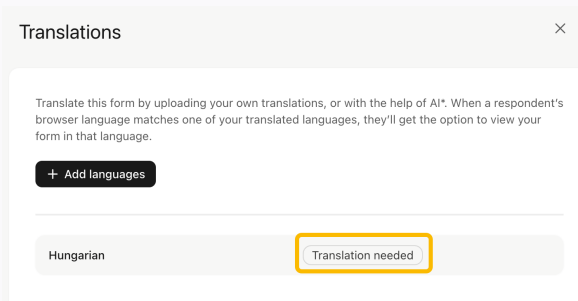 Translations
Translate this form by uploading your own translations, or with the help of AI*. When a respondent's
browser language matches one of your translated languages, they'll get the option to view your
form in that language.
+ Add languages
Hungarian
Translation needed